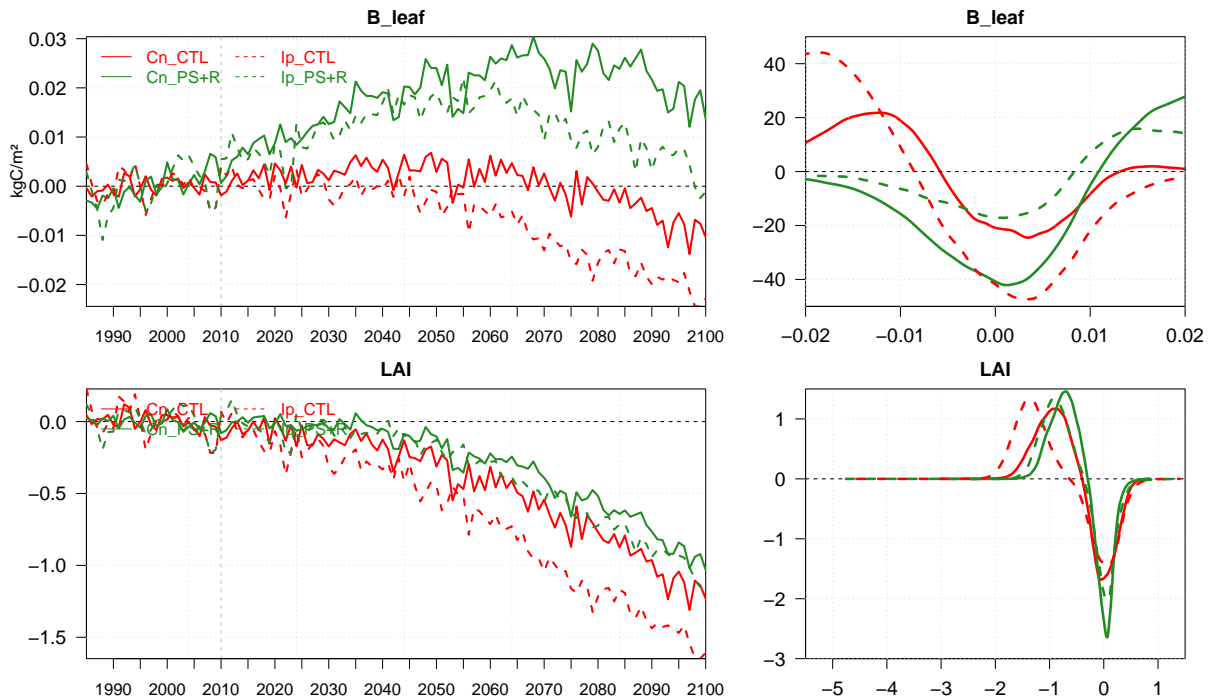 B_leaf
kgC/m²
0.03
0.02
0.01
0.00
−0.01
−0.02
Cn_CTL Ip_CTL
Cn_PS+R Ip_PS+R
1990 2000 2010 2020 2030 2040 2050 2060 2070 2080 2090 2100
B_leaf
40
20
0
−20
−40
−0.02 −0.01 0.00 0.01 0.02
LAI
0.0
−0.5
−1.0
−1.5
Cn_CTL Ip_CTL
Cn_PS+R Ip_PS+R
1990 2000 2010 2020 2030 2040 2050 2060 2070 2080 2090 2100
LAI
1
0
−1
−2
−3
−5 −4 −3 −2 −1 0 1